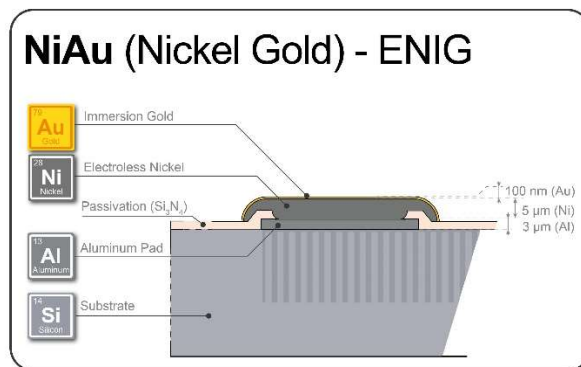 NiAu (Nickel Gold) - ENIG
79
Au
Gold
Immersion Gold
28
Ni
Nickel
Electroless Nickel
Passivation (Si₃N₄)
13
Al
Aluminum
Aluminum Pad
14
Si
Silicon
Substrate
100 nm (Au)
5 µm (Ni)
3 µm (Al)